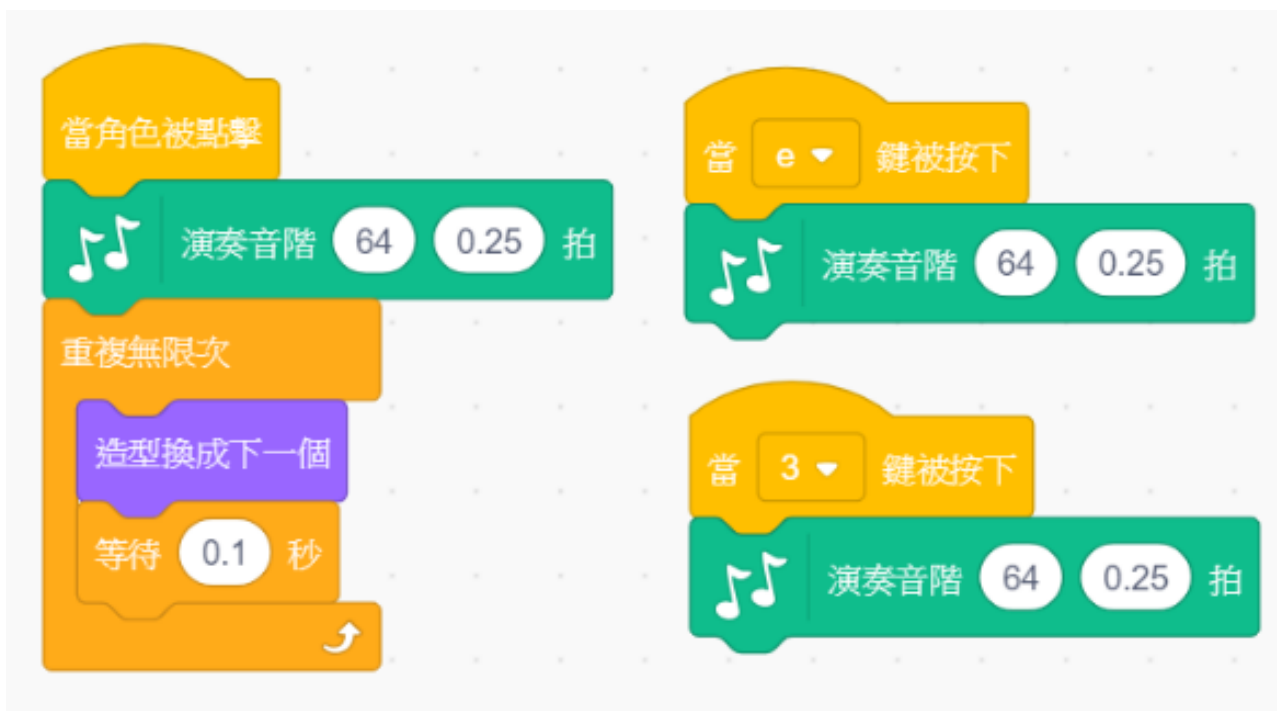 當角色被點擊
演奏音階 64 0.25 拍
重複無限次
造型換成下一個
等待 0.1 秒
當 e 鍵被按下
演奏音階 64 0.25 拍
當 3 鍵被按下
演奏音階 64 0.25 拍